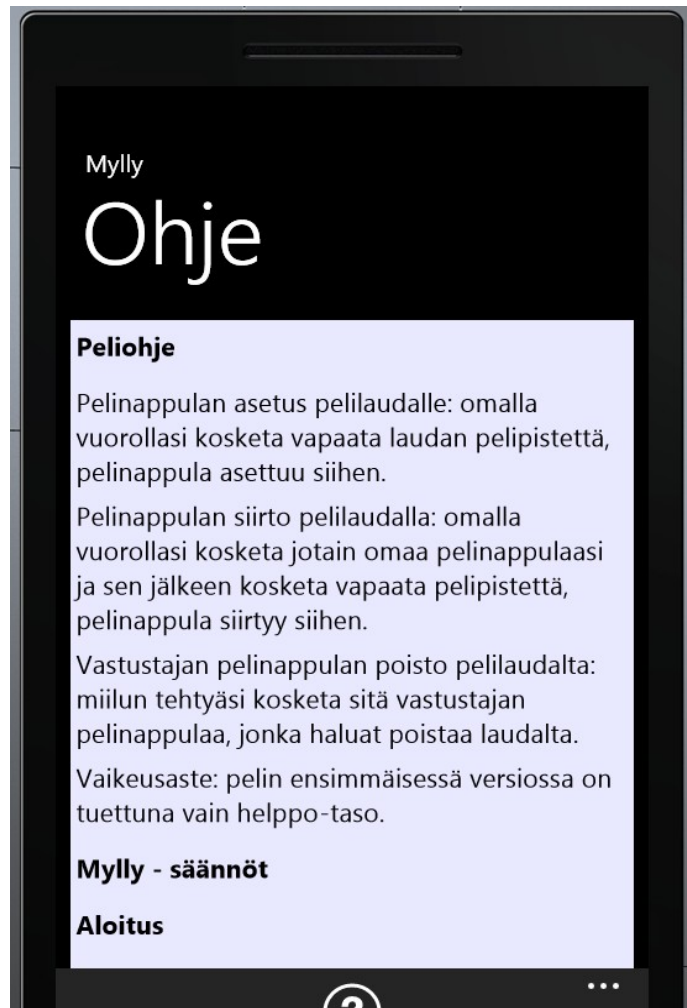 Mylly
Ohje
Peliohje
Pelinappulan asetus pelilaudalle: omalla
vuorollasi kosketa vapaata laudan pelipistettä,
pelinappula asettuu siihen.
Pelinappulan siirto pelilaudalla: omalla
vuorollasi kosketa jotain omaa pelinappulaasi
ja sen jälkeen kosketa vapaata pelipistettä,
pelinappula siirtyy siihen.
Vastustajan pelinappulan poisto pelilaudalta:
miilun tehtyäsi kosketa sitä vastustajan
pelinappulaa, jonka haluat poistaa laudalta.
Vaikeusaste: pelin ensimmäisessä versiossa on
tuettuna vain helppo-taso.
Mylly - säännöt
Aloitus